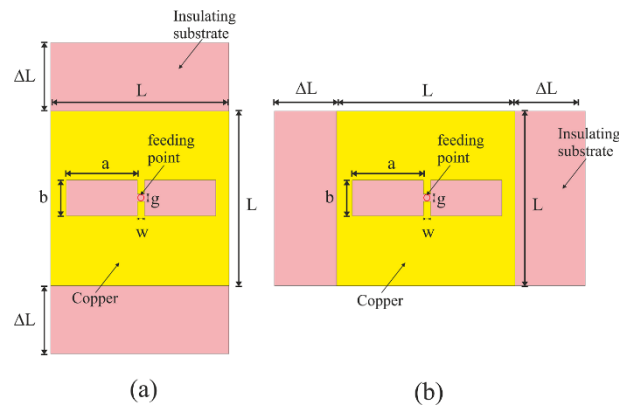 Insulating
substrate
ΔL
L
feeding
point
a
b
g
w
L
Copper
ΔL
(a)
ΔL
L
ΔL
feeding
point
Insulating
substrate
a
b
g
w
L
Copper
(b)